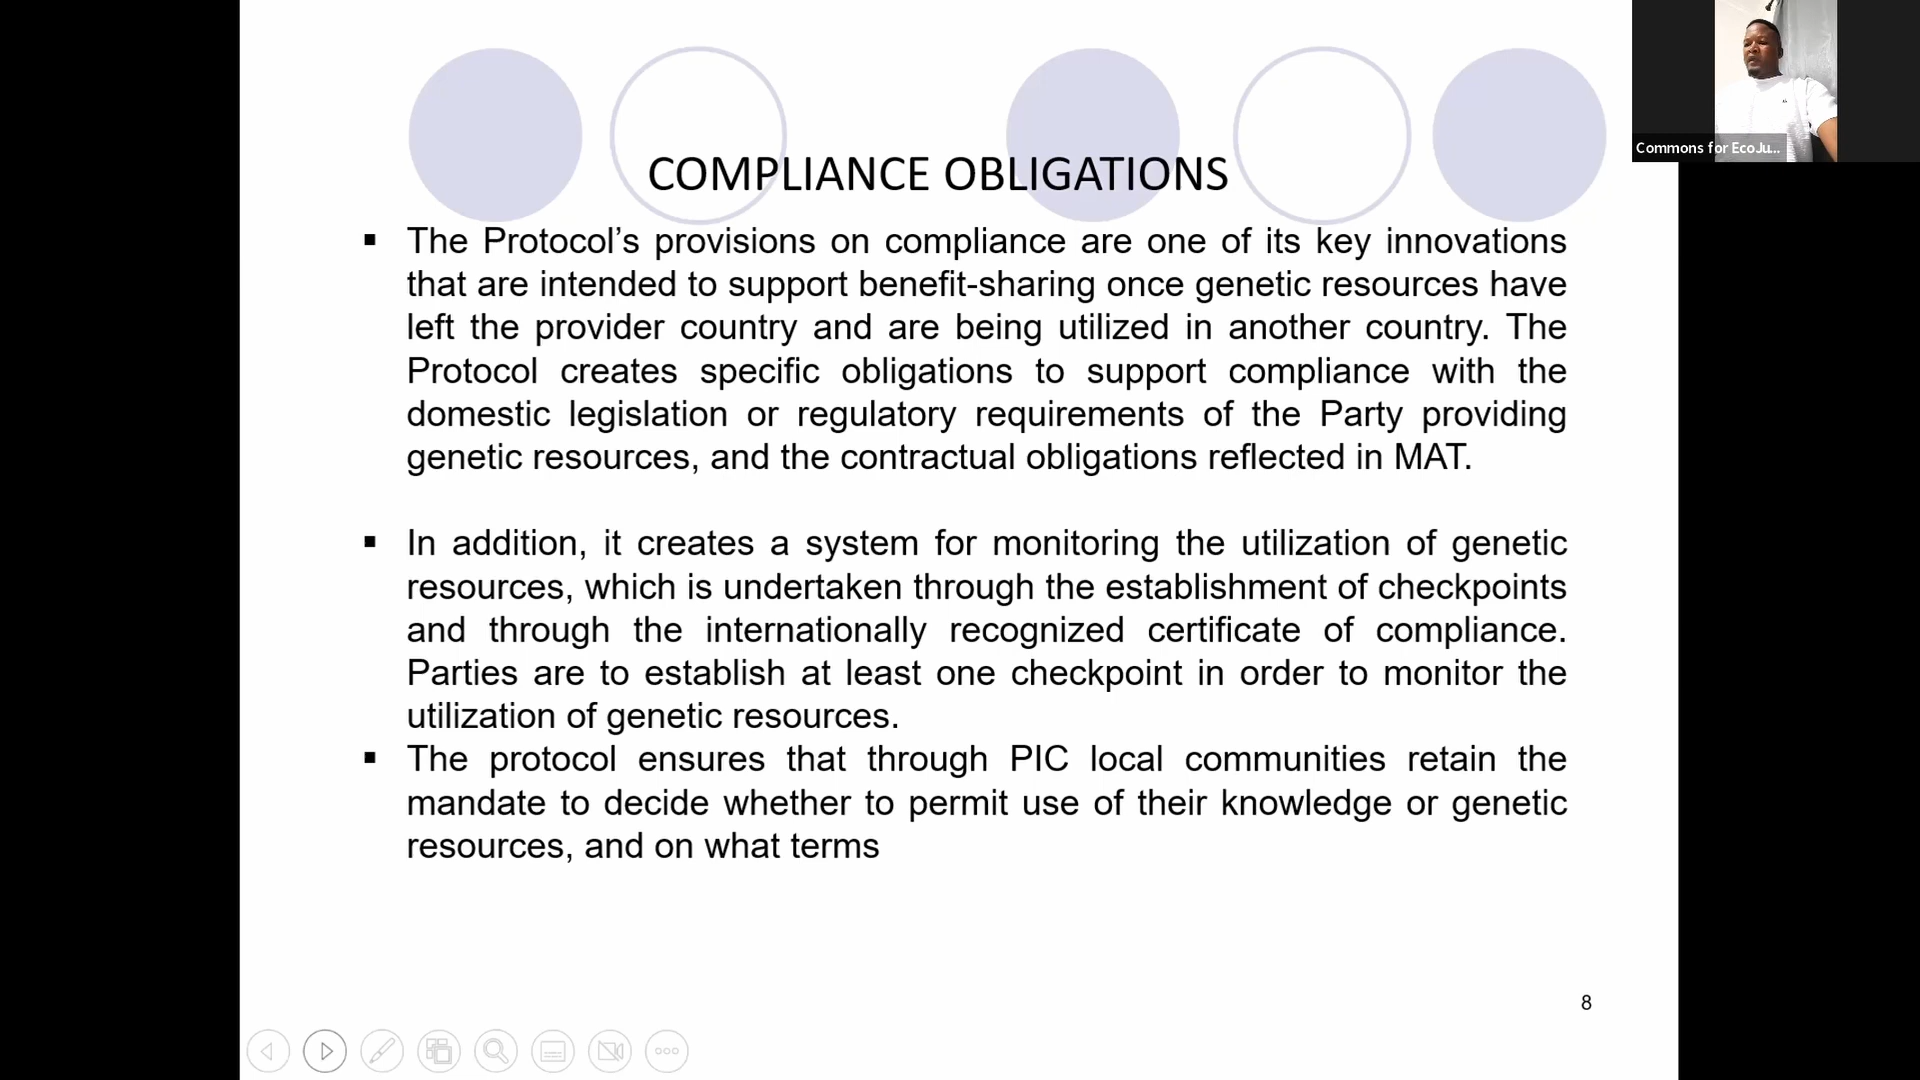 Commons for EcoJu...
COMPLIANCE OBLIGATIONS
▪ The Protocol’s provisions on compliance are one of its key innovations
that are intended to support benefit-sharing once genetic resources have
left the provider country and are being utilized in another country. The
Protocol creates specific obligations to support compliance with the
domestic legislation or regulatory requirements of the Party providing
genetic resources, and the contractual obligations reflected in MAT.
▪ In addition, it creates a system for monitoring the utilization of genetic
resources, which is undertaken through the establishment of checkpoints
and through the internationally recognized certificate of compliance.
Parties are to establish at least one checkpoint in order to monitor the
utilization of genetic resources.
▪ The protocol ensures that through PIC local communities retain the
mandate to decide whether to permit use of their knowledge or genetic
resources, and on what terms
8